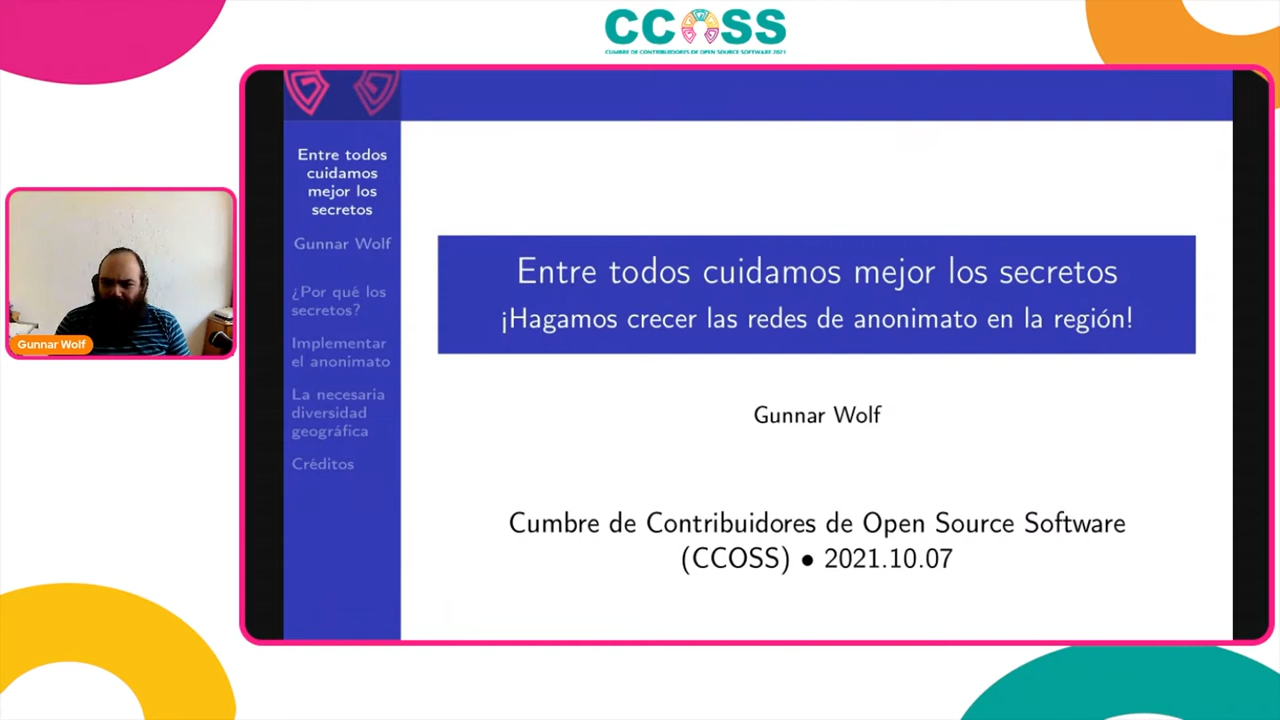 CCOSS
CUMBRE DE CONTRIBUIDORES DE OPEN SOURCE SOFTWARE 2021
Entre todos
cuidamos
mejor los
secretos
Gunnar Wolf
¿Por qué los
secretos?
Implementar
el anonimato
La necesaria
diversidad
geográfica
Créditos
Entre todos cuidamos mejor los secretos
¡Hagamos crecer las redes de anonimato en la región!
Gunnar Wolf
Cumbre de Contribuidores de Open Source Software
(CCOSS) • 2021.10.07
Gunnar Wolf